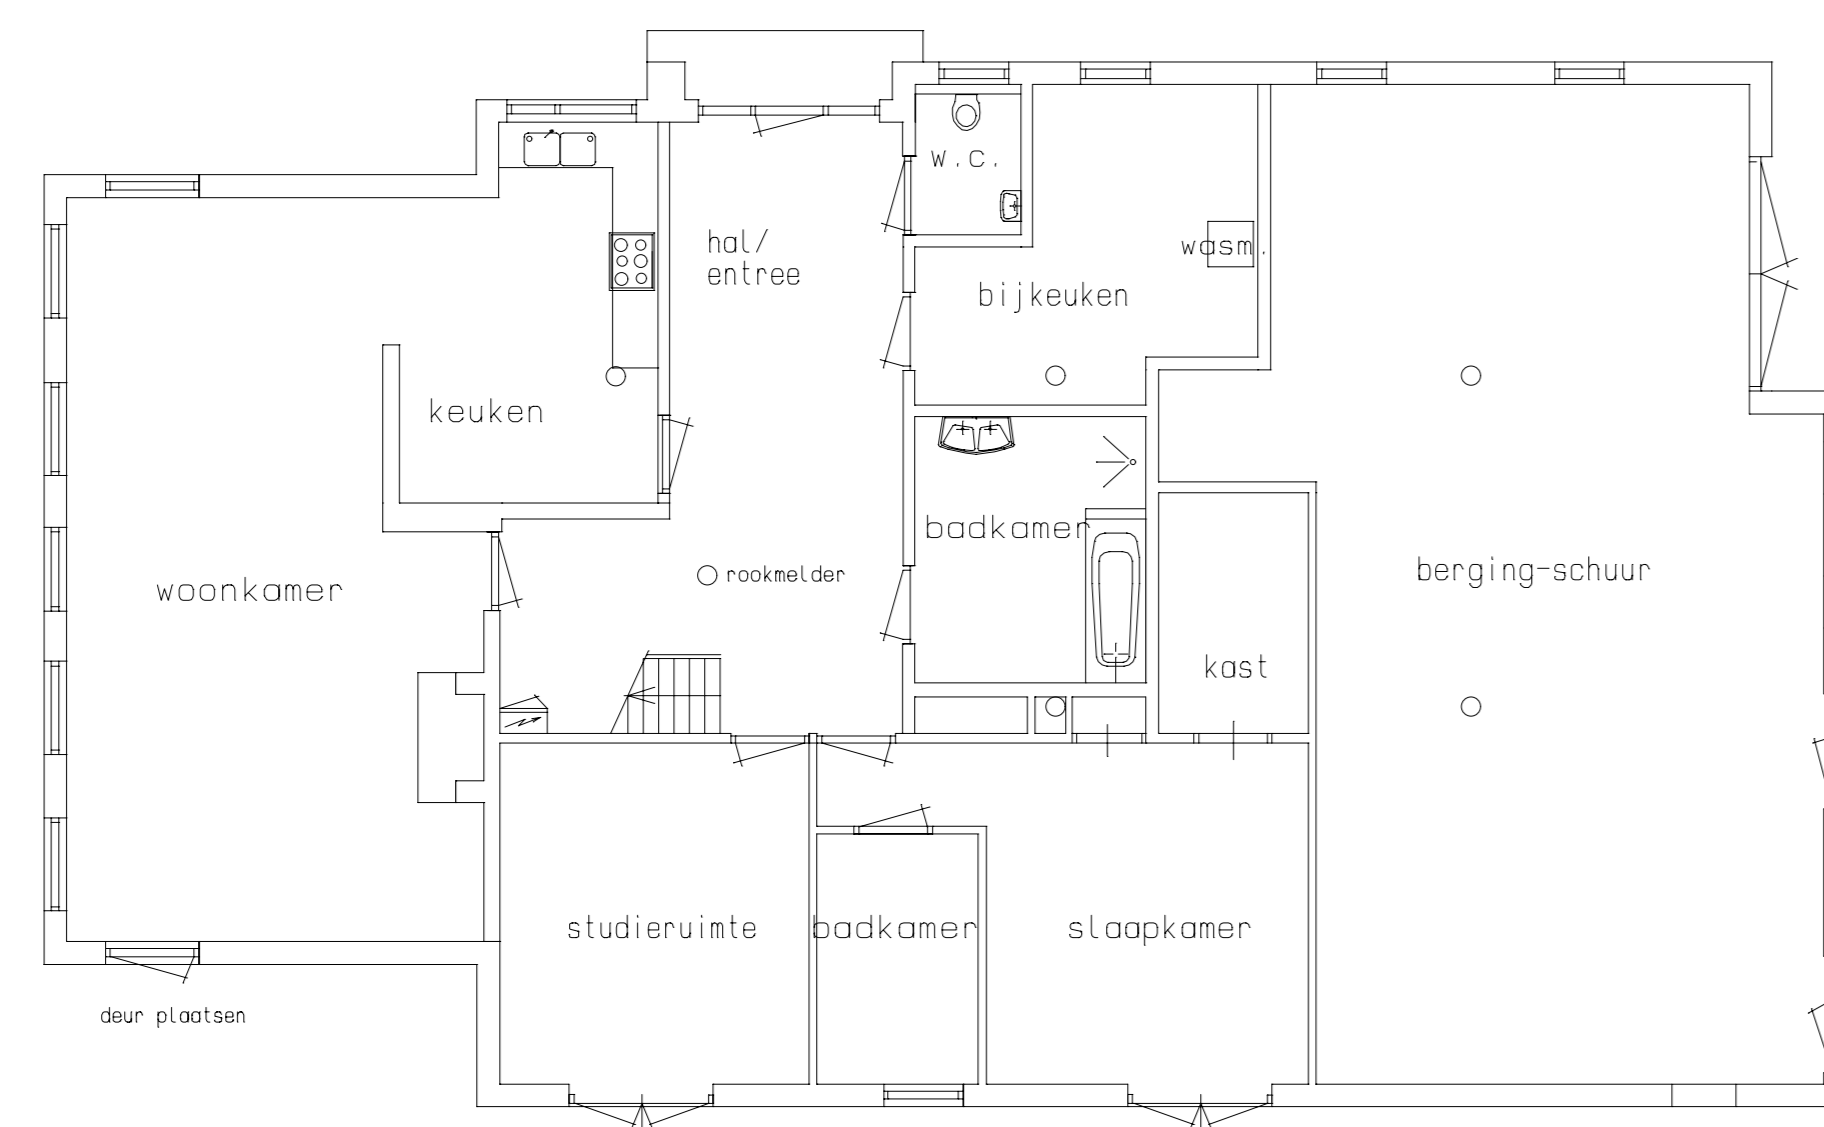 w.c.
hal/
entree
wasm.
bijkeuken
keuken
badkamer
woonkamer
rookmelder
berging-schuur
kast
studieruimte
badkamer
slaapkamer
deur plaatsen